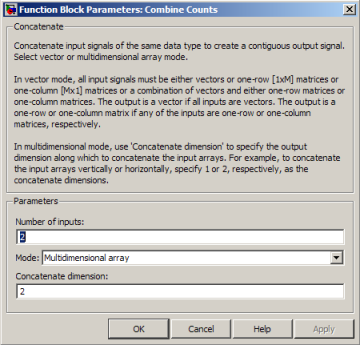 Function Block Parameters: Combine Counts
Concatenate
Concatenate input signals of the same data type to create a contiguous output signal.
Select vector or multidimensional array mode.
In vector mode, all input signals must be either vectors or one-row [1xM] matrices or
one-column [Mx1] matrices or a combination of vectors and either one-row matrices or
one-column matrices. The output is a vector if all inputs are vectors. The output is a
one-row or one-column matrix if any of the inputs are one-row or one-column
matrices, respectively.
In multidimensional mode, use 'Concatenate dimension' to specify the output
dimension along which to concatenate the input arrays. For example, to concatenate
the input arrays vertically or horizontally, specify 1 or 2, respectively, as the
concatenate dimensions.
Parameters
Number of inputs:
2
Mode: Multidimensional array
Concatenate dimension:
2
OK Cancel Help Apply